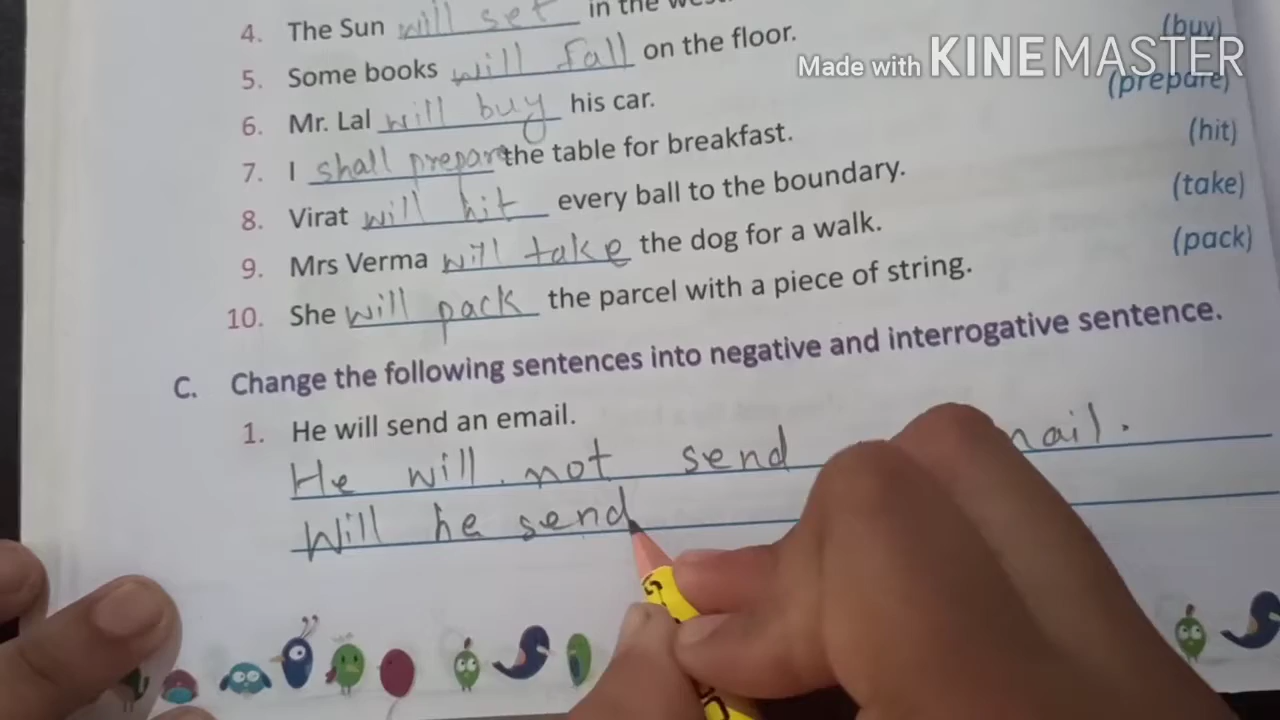 4. The Sun will set in the west.
(buy)
5. Some books will fall on the floor.
Made with KINEMASTER
(prepare)
6. Mr. Lal will buy his car.
(hit)
7. I shall prepare the table for breakfast.
(take)
8. Virat will hit every ball to the boundary.
(pack)
9. Mrs Verma will take the dog for a walk.
10. She will pack the parcel with a piece of string.
C. Change the following sentences into negative and interrogative sentence.
1. He will send an email.
He will not send mail.
Will he send